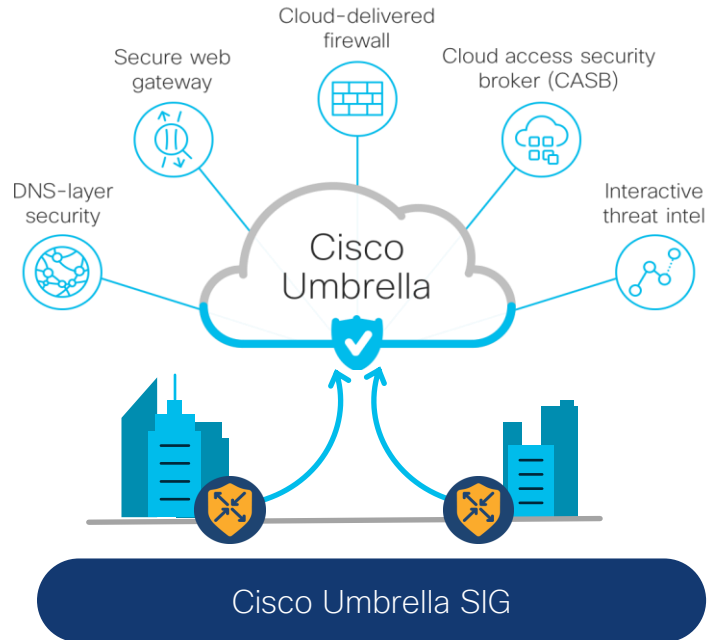 Cloud-delivered
firewall
Secure web
gateway
Cloud access security
broker (CASB)
DNS-layer
security
Interactive
threat intel
Cisco
Umbrella
Cisco Umbrella SIG